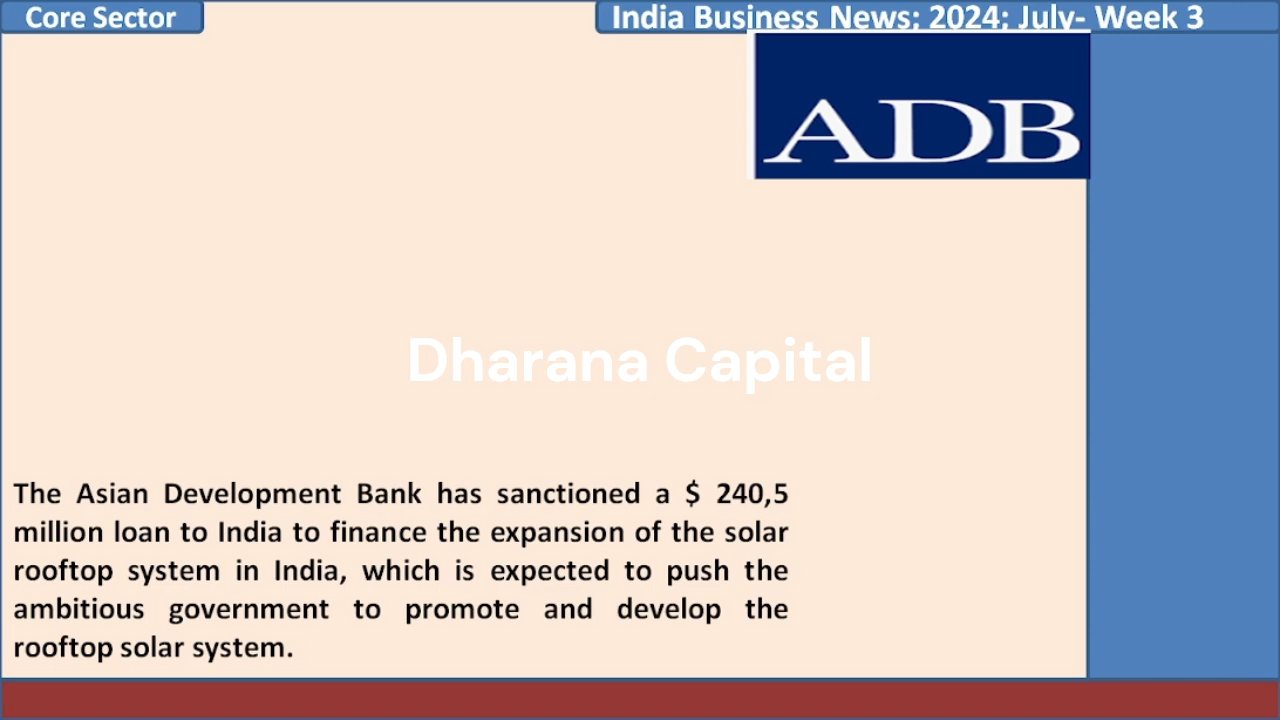 Core Sector
India Business News; 2024; July- Week 3
ADB
Dharana Capital
The Asian Development Bank has sanctioned a $ 240,5
million loan to India to finance the expansion of the solar
rooftop system in India, which is expected to push the
ambitious government to promote and develop the
rooftop solar system.